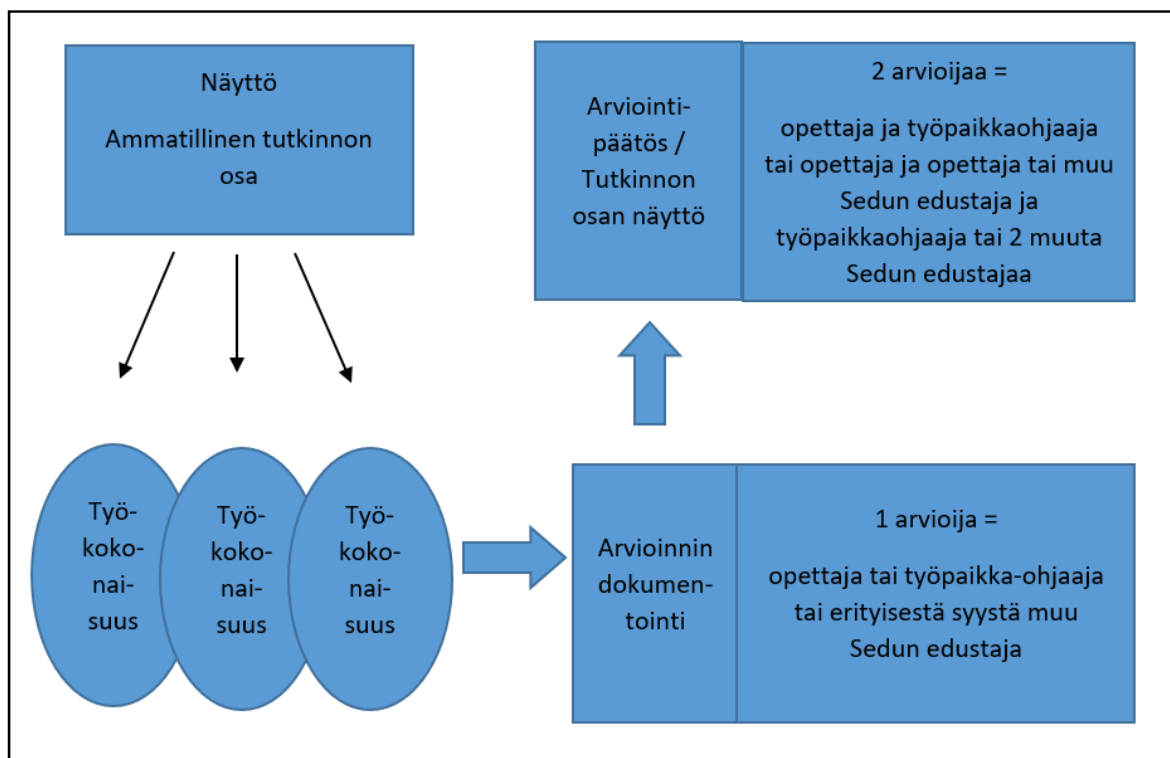 Näyttö
Ammatillinen tutkinnon
osa
Arviointi-
päätös /
Tutkinnon
osan näyttö
2 arvioijaa =
opettaja ja työpaikkaohjaaja
tai opettaja ja opettaja tai muu
Sedun edustaja ja
työpaikkaohjaaja tai 2 muuta
Sedun edustajaa
Työ-
koko-
nai-
suus
Työ-
koko-
nai-
suus
Työ-
koko-
nai-
suus
Arvioinnin
dokumen-
tointi
1 arvioija =
opettaja tai työpaikka-ohjaaja
tai erityisestä syystä muu
Sedun edustaja